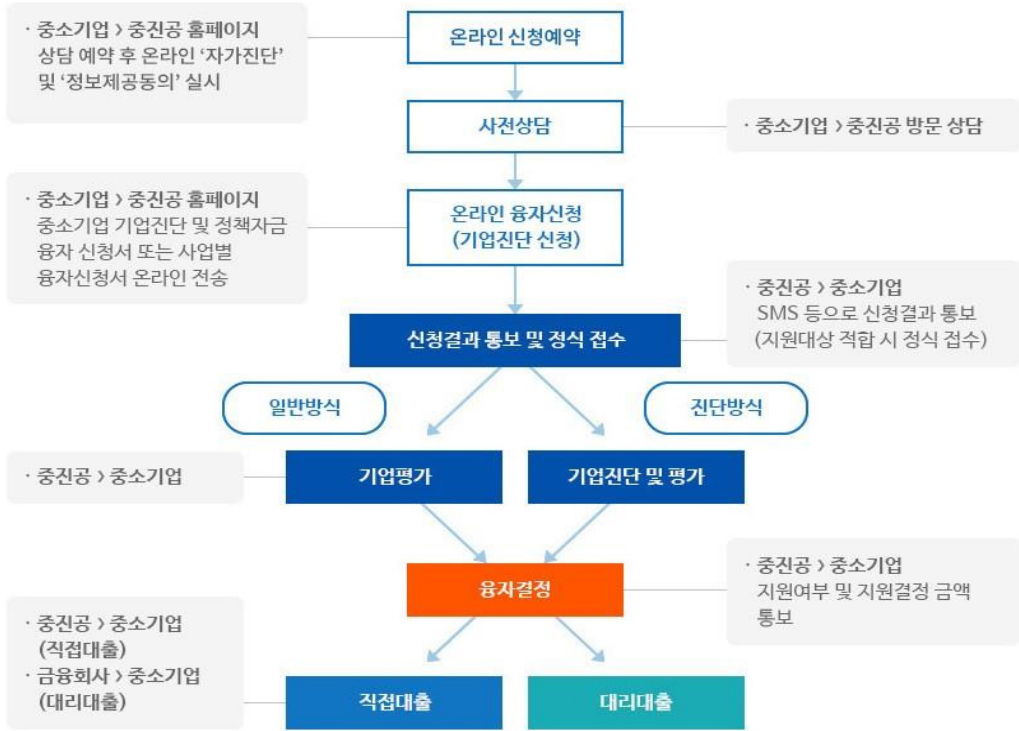 · 중소기업 > 중진공 홈페이지
상담 예약 후 온라인 ‘자가진단’
및 ‘정보제공동의’ 실시
온라인 신청예약
사전상담
· 중소기업 > 중진공 방문 상담
· 중소기업 > 중진공 홈페이지
중소기업 기업진단 및 정책자금
융자 신청서 또는 사업별
융자신청서 온라인 전송
온라인 융자신청
(기업진단 신청)
신청결과 통보 및 정식 접수
· 중진공 > 중소기업
SMS 등으로 신청결과 통보
(지원대상 적합 시 정식 접수)
일반방식
진단방식
· 중진공 > 중소기업
기업평가
기업진단 및 평가
융자결정
· 중진공 > 중소기업
지원여부 및 지원결정 금액
통보
· 중진공 > 중소기업
(직접대출)
· 금융회사 > 중소기업
(대리대출)
직접대출
대리대출